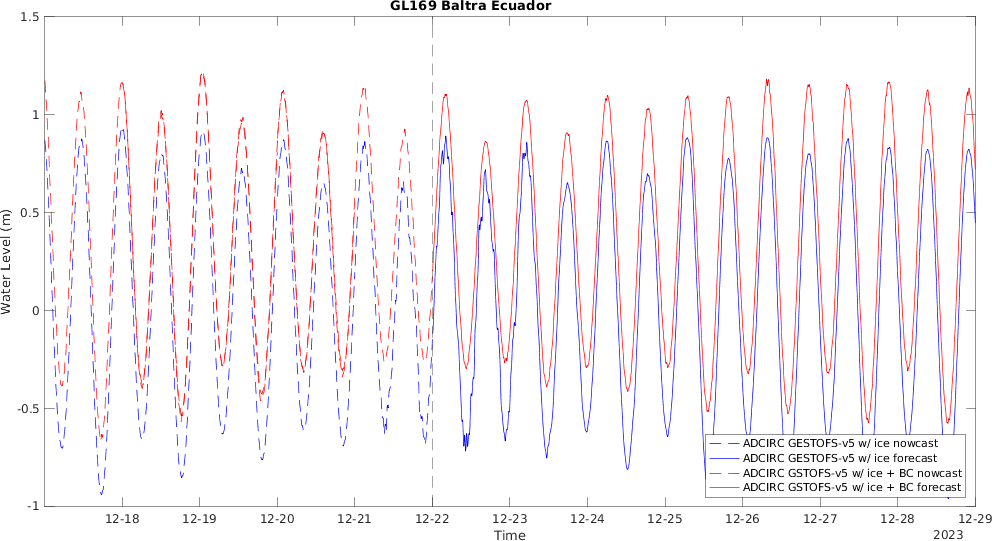 GL169 Baltra Ecuador
1.5
1
0.5
0
-0.5
-1
Water Level (m)
12-18
12-19
12-20
12-21
12-22
12-23
12-24
12-25
12-26
12-27
12-28
12-29
Time
2023
ADCIRC GESTOFS-v5 w/ ice nowcast
ADCIRC GESTOFS-v5 w/ ice forecast
ADCIRC GSTOFS-v5 w/ ice + BC nowcast
ADCIRC GSTOFS-v5 w/ ice + BC forecast